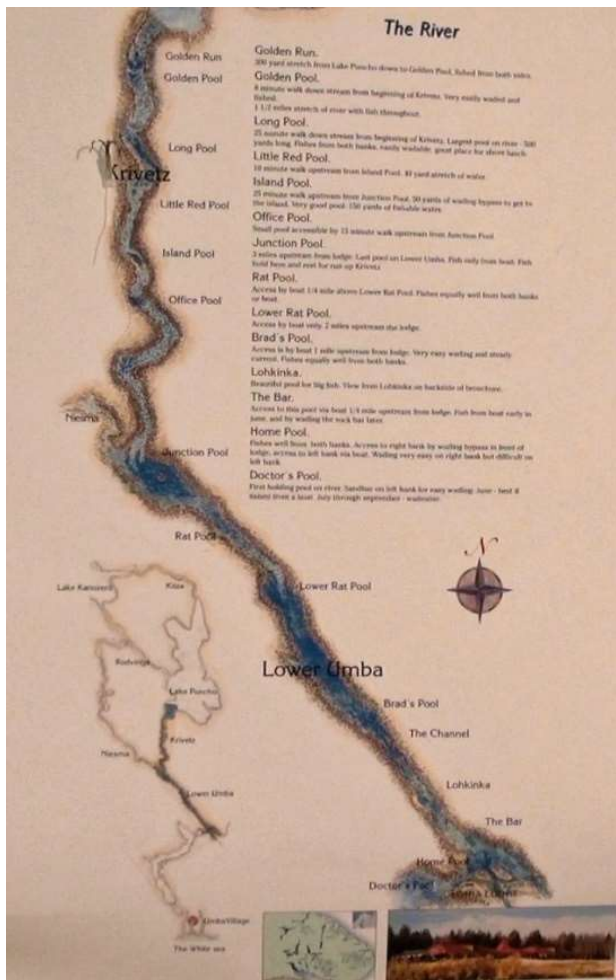 The River
Golden Run.
300 yard stretch from Lake Puncho down to Golden Pool, fished from both sides.
Golden Pool.
8 minute walk down stream from beginning of Krivetz. Very easily waded and
fished.
1 1/2 miles stretch of river with fish throughout.
Long Pool.
25 minute walk down stream from beginning of Krivetz. Largest pool on river - 300
yards long. Fishes from both banks, easily wadable, great place for shore lunch.
Little Red Pool.
10 minute walk upstream from Island Pool. 87 yard stretch of water
Island Pool.
25 minute walk upstream from Junction Pool. 50 yards of wading bypass to get to
the island. Very good pool. 150 yards of fishable water.
Office Pool.
Small pool accessible by 15 minute walk upstream from Junction Pool.
Junction Pool.
3 miles upstream from lodge. Last pool on Lower Umba. Fish only from boat. Fish
hold here and rest for run up Krivetz
Rat Pool.
Access by boat 1/4 mile above Lower Rat Pool. Fishes equally well from both banks
or boat.
Lower Rat Pool.
Access by boat only. 2 miles upstream the lodge.
Brad's Pool.
Access is by boat 1 mile upstream from lodge. Very easy wading and steady
current. Fishes equally well from both banks.
Lohkinka.
Beautiful pool for big fish. View from Lohkinka on backside of brouchure.
The Bar.
Access to this pool via boat 1/4 mile upstream from lodge. Fish from boat early in
june, and by wading the rock bar later.
Home Pool.
Fishes well from both banks. Access to right bank by wading bypass in front of
lodge, access to left bank via boat. Wading very easy on right bank but difficult on
left bank
Doctor's Pool.
First holding pool on river. Sandbar on left bank for easy wading. June - best if
fished from a boat. July through september - wadeable.
Golden Run
Golden Pool
Long Pool
Krivetz
Little Red Pool
Island Pool
Office Pool
Niesma
Junction Pool
Rat Pool
N
Lower Rat Pool
Lower Umba
Brad's Pool
The Channel
Lohkinka
The Bar
Home Pool
Doctor's Pool
Kitsa
Lake Puncho
Krivetz
Niesma
Lower Umba
Umba Village
The White sea